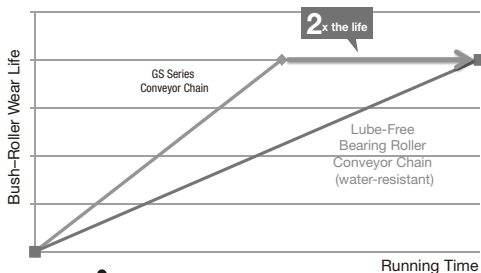 2x the life
GS Series
Conveyor Chain
Bush–Roller Wear Life
Lube-Free
Bearing Roller
Conveyor Chain
(water-resistant)
Running Time